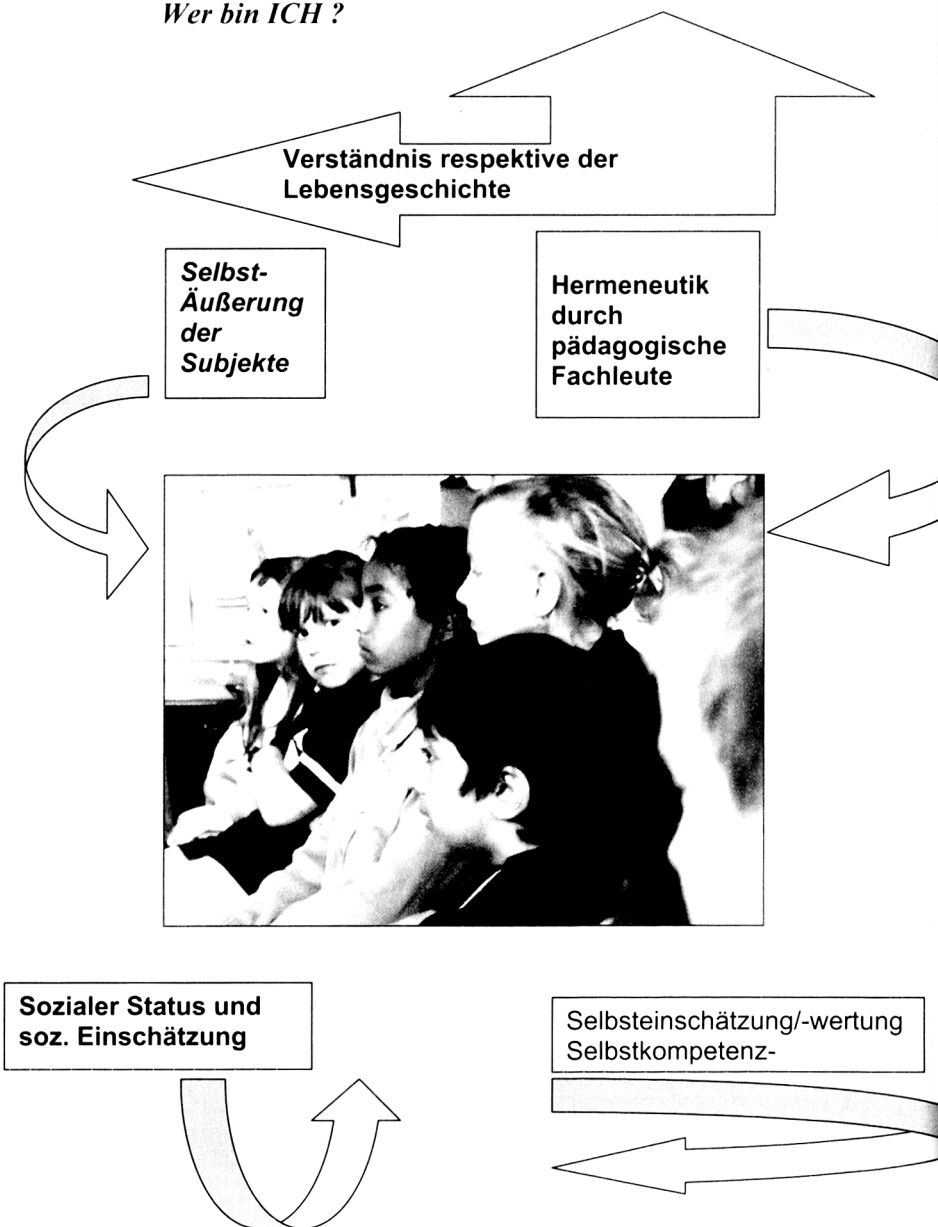 Wer bin ICH ?
Verständnis respektive der
Lebensgeschichte
Selbst-
Äußerung
der
Subjekte
Hermeneutik
durch
pädagogische
Fachleute
Sozialer Status und
soz. Einschätzung
Selbsteinschätzung/-wertung
Selbstkompetenz-